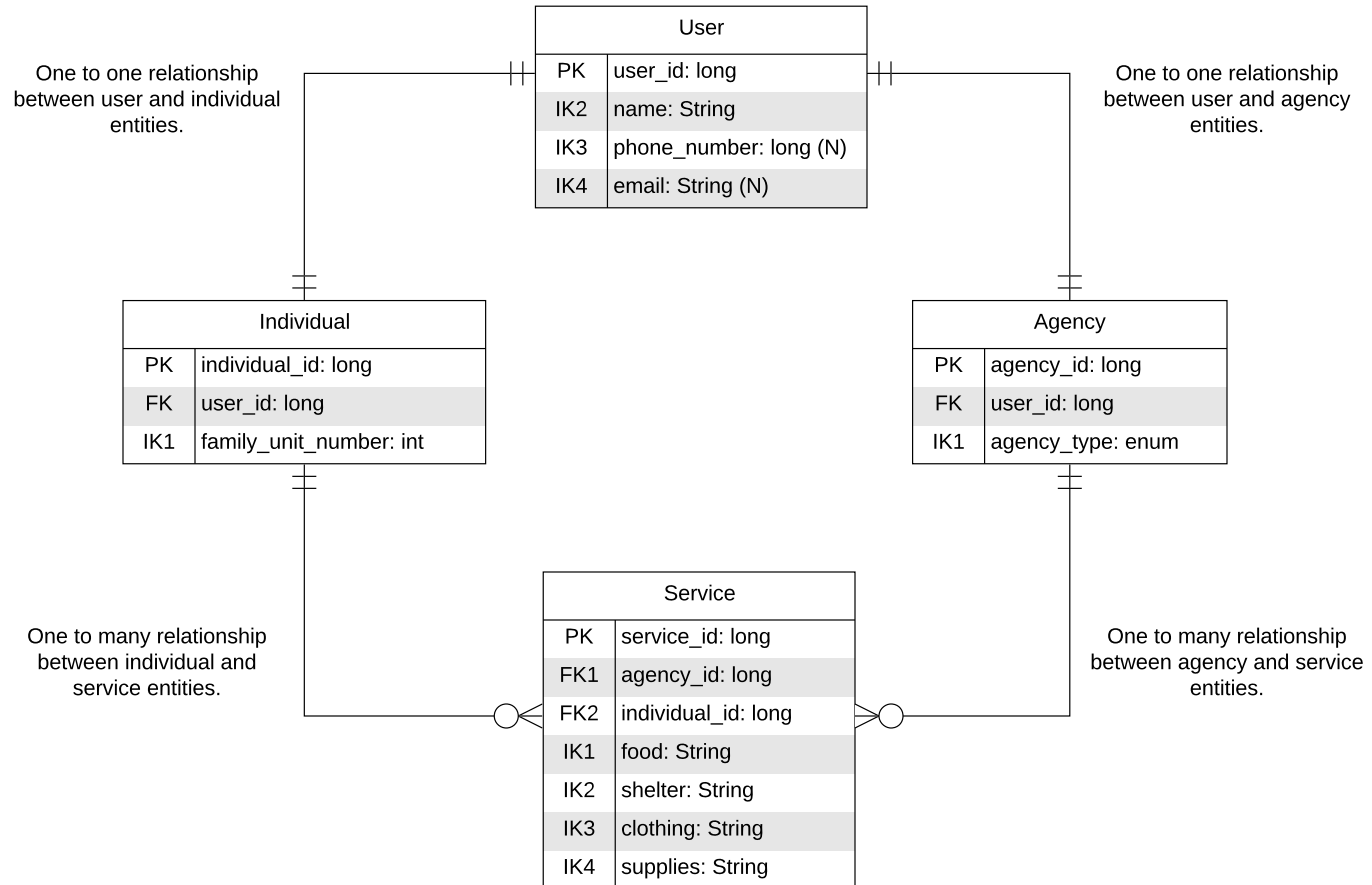 User
PK user_id: long
IK2 name: String
IK3 phone_number: long (N)
IK4 email: String (N)
One to one relationship
between user and individual
entities.
One to one relationship
between user and agency
entities.
Individual
PK individual_id: long
FK user_id: long
IK1 family_unit_number: int
Agency
PK agency_id: long
FK user_id: long
IK1 agency_type: enum
One to many relationship
between individual and
service entities.
Service
PK service_id: long
FK1 agency_id: long
FK2 individual_id: long
IK1 food: String
IK2 shelter: String
IK3 clothing: String
IK4 supplies: String
One to many relationship
between agency and service
entities.